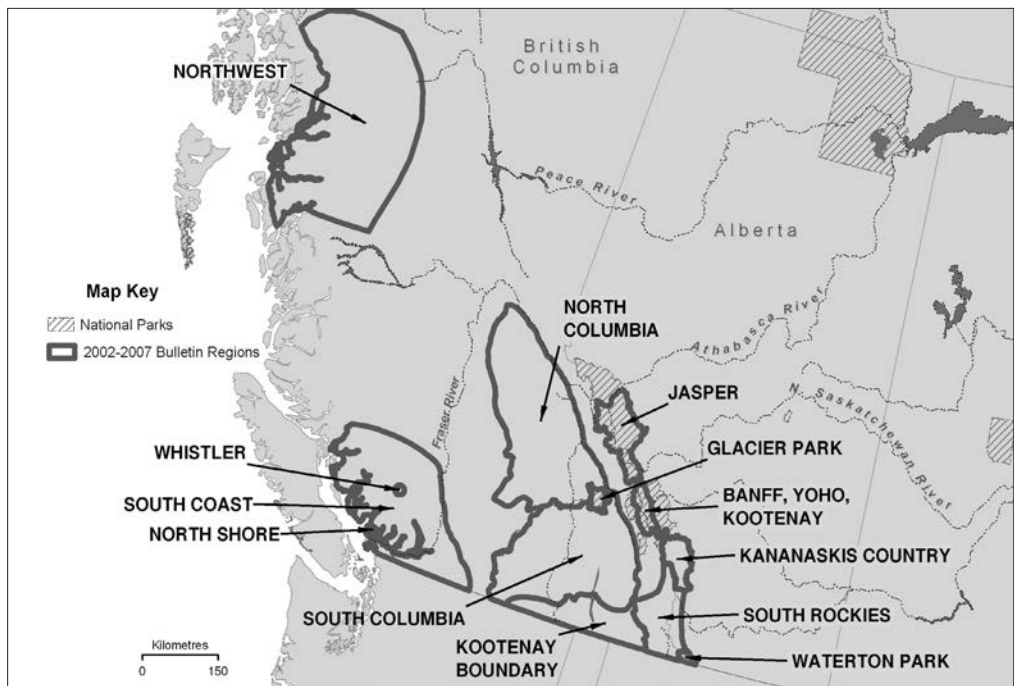 British
Columbia
NORTHWEST
Peace River
Alberta
Map Key
National Parks
2002-2007 Bulletin Regions
NORTH
COLUMBIA
Athabasca River
N. Saskatchewan River
Fraser River
JASPER
WHISTLER
GLACIER PARK
SOUTH COAST
BANFF, YOHO,
KOOTENAY
NORTH SHORE
KANANASKIS COUNTRY
SOUTH COLUMBIA
SOUTH ROCKIES
KOOTENAY
BOUNDARY
WATERTON PARK
Kilometres
0 150